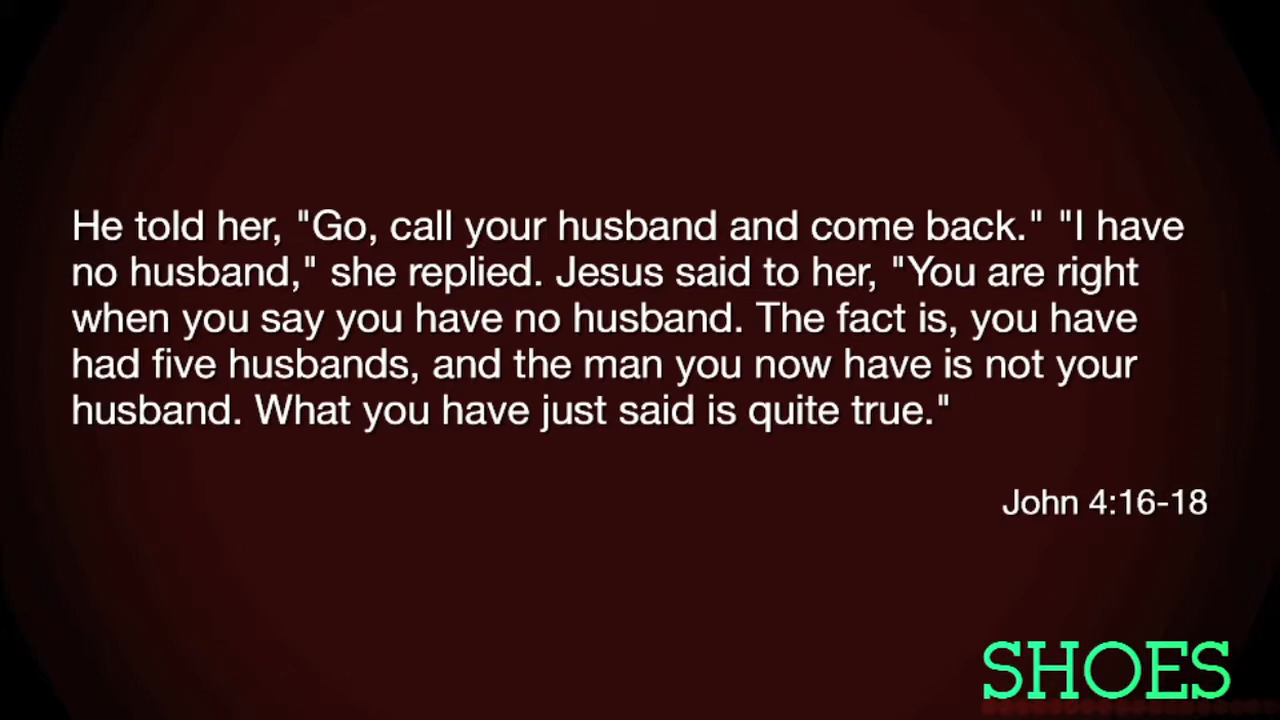 He told her, "Go, call your husband and come back." "I have
no husband," she replied. Jesus said to her, "You are right
when you say you have no husband. The fact is, you have
had five husbands, and the man you now have is not your
husband. What you have just said is quite true."
John 4:16-18
SHOES